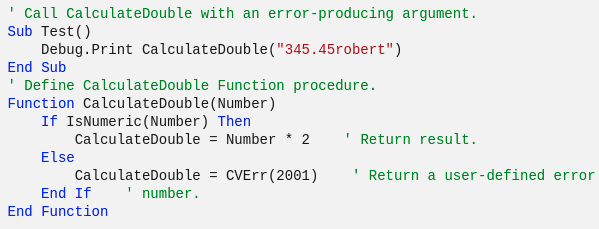 ' Call CalculateDouble with an error-producing argument.
Sub Test()
    Debug.Print CalculateDouble("345.45robert")
End Sub
' Define CalculateDouble Function procedure.
Function CalculateDouble(Number)
    If IsNumeric(Number) Then
        CalculateDouble = Number * 2    ' Return result.
    Else
        CalculateDouble = CVErr(2001)    ' Return a user-defined error
    End If    ' number.
End Function